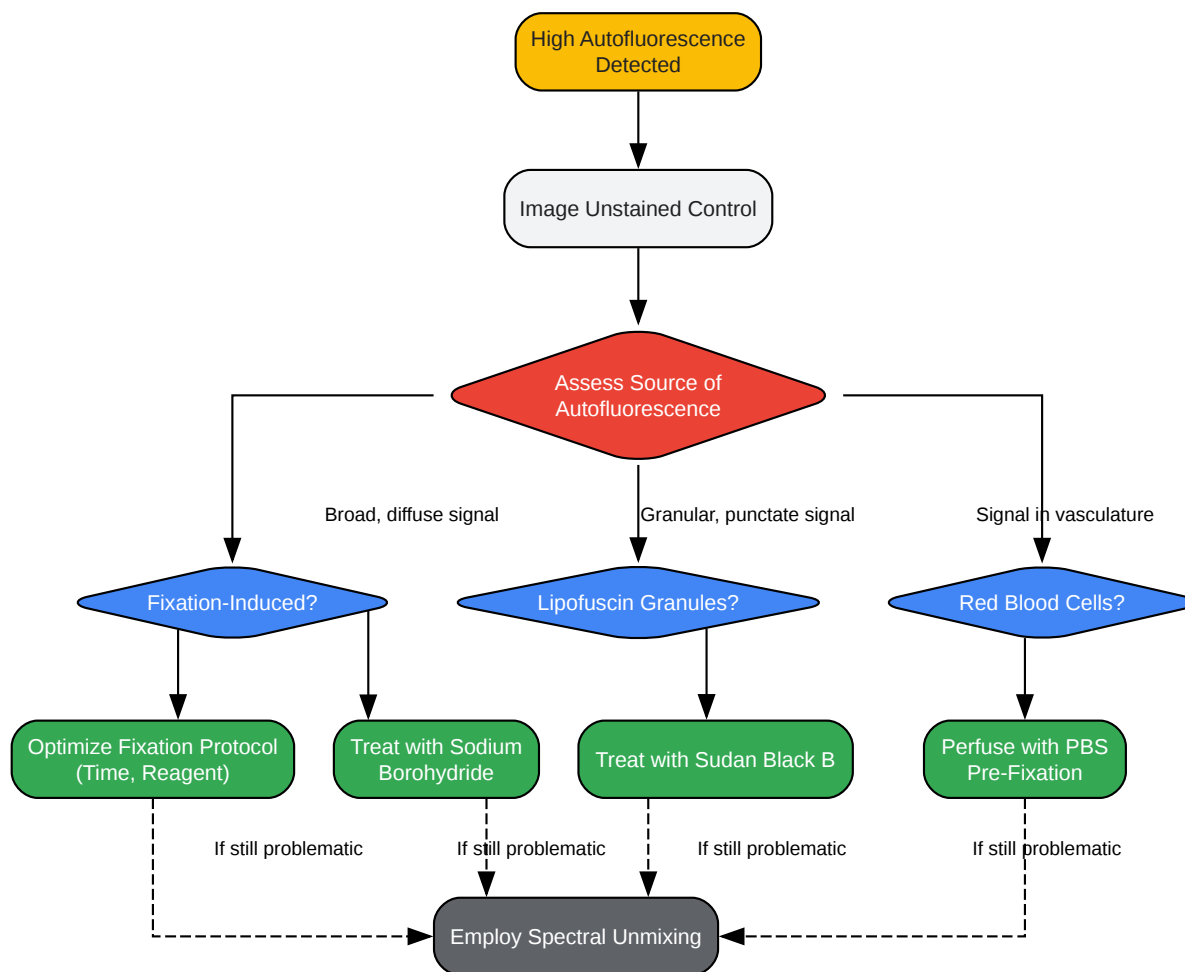 High Autofluorescence
Detected
Image Unstained Control
Assess Source of
Autofluorescence
Broad, diffuse signal
Granular, punctate signal
Signal in vasculature
Fixation-Induced?
Lipofuscin Granules?
Red Blood Cells?
Optimize Fixation Protocol
(Time, Reagent)
Treat with Sodium
Borohydride
Treat with Sudan Black B
Perfuse with PBS
Pre-Fixation
If still problematic
If still problematic
If still problematic
If still problematic
Employ Spectral Unmixing